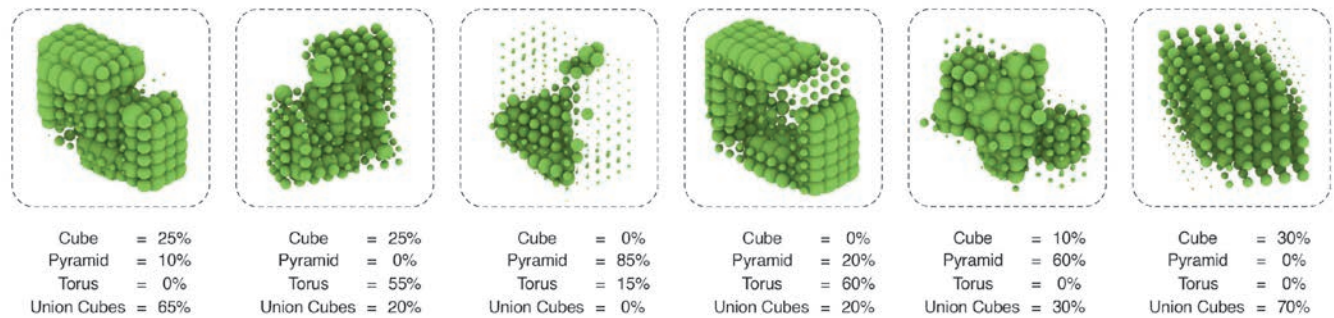 Cube = 25%
Pyramid = 10%
Torus = 0%
Union Cubes = 65%
Cube = 25%
Pyramid = 0%
Torus = 55%
Union Cubes = 20%
Cube = 0%
Pyramid = 85%
Torus = 15%
Union Cubes = 0%
Cube = 0%
Pyramid = 20%
Torus = 60%
Union Cubes = 20%
Cube = 10%
Pyramid = 60%
Torus = 0%
Union Cubes = 30%
Cube = 30%
Pyramid = 0%
Torus = 0%
Union Cubes = 70%